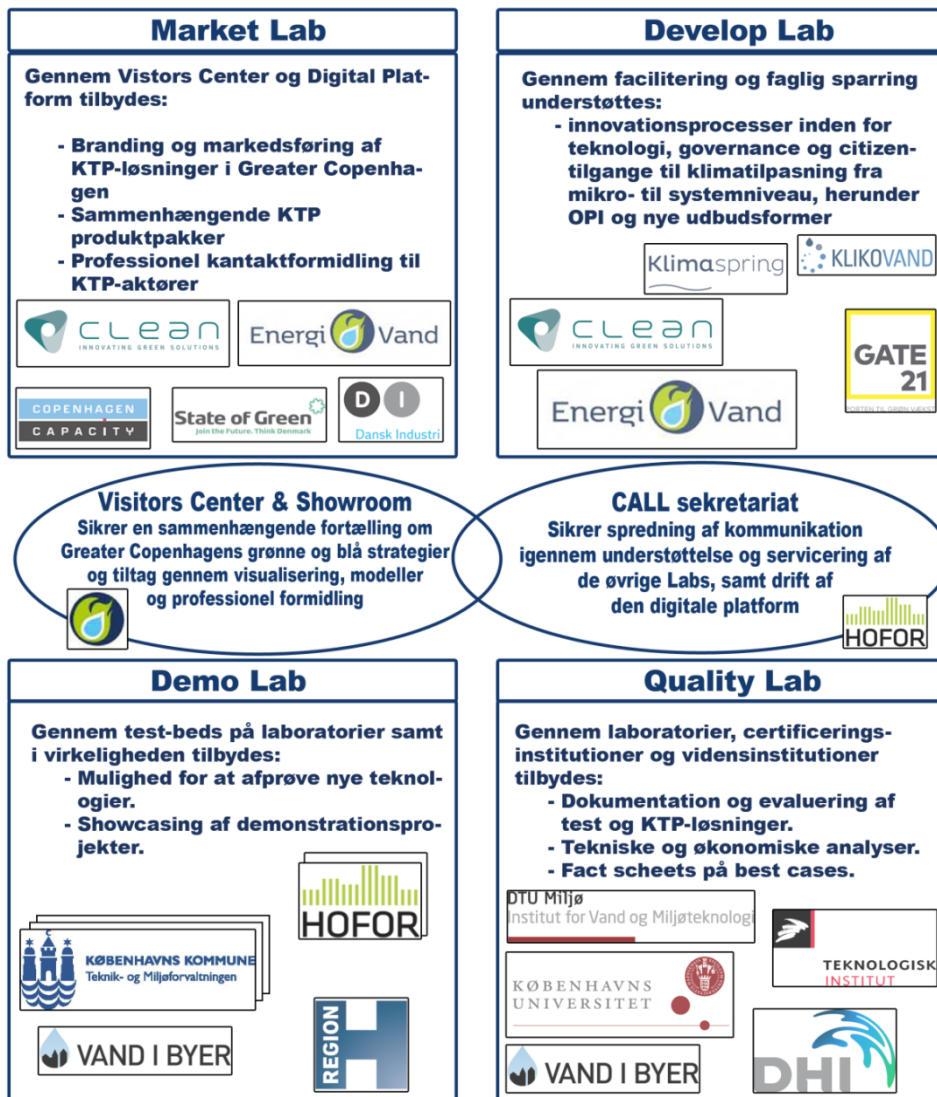 Market Lab
Gennem Vistors Center og Digital Plat-
form tilbydes:
- Branding og markedsføring af
KTP-løsninger i Greater Copenha-
gen
- Sammenhængende KTP
produktpakker
- Professionel kantaktformidling til
KTP-aktører
CLEAN
INNOVATING GREEN SOLUTIONS
Energi Vand
COPENHAGEN
CAPACITY
State of Green
Join the Future. Think Denmark
D I
Dansk Industri
Develop Lab
Gennem facilitering og faglig sparring
understøttes:
- innovationsprocesser inden for
teknologi, governance og citizen-
tilgange til klimatilpasning fra
mikro- til systemniveau, herunder
OPI og nye udbudsformer
Klimaspring
KLIKOVAND
CLEAN
INNOVATING GREEN SOLUTIONS
GATE
21
PORTEN TIL GRØN VÆKST
Energi Vand
Visitors Center & Showroom
Sikrer en sammenhængende fortælling om
Greater Copenhagens grønne og blå strategier
og tiltag gennem visualisering, modeller
og professionel formidling
CALL sekretariat
Sikrer spredning af kommunikation
igennem understøttelse og servicering af
de øvrige Labs, samt drift af
den digitale platform
HOFOR
Demo Lab
Gennem test-beds på laboratorier samt
i virkeligheden tilbydes:
- Mulighed for at afprøve nye teknol-
ogier.
- Showcasing af demonstrationspro-
jekter.
HOFOR
KØBENHAVNS KOMMUNE
Teknik- og Miljøforvaltningen
VAND I BYER
REGION H
Quality Lab
Gennem laboratorier, certificerings-
institutioner og vidensinstitutioner
tilbydes:
- Dokumentation og evaluering af
test og KTP-løsninger.
- Tekniske og økonomiske analyser.
- Fact scheets på best cases.
DTU Miljø
Institut for Vand og Miljøteknologi
TEKNOLOGISK
INSTITUT
KØBENHAVNS
UNIVERSITET
VAND I BYER
DHI